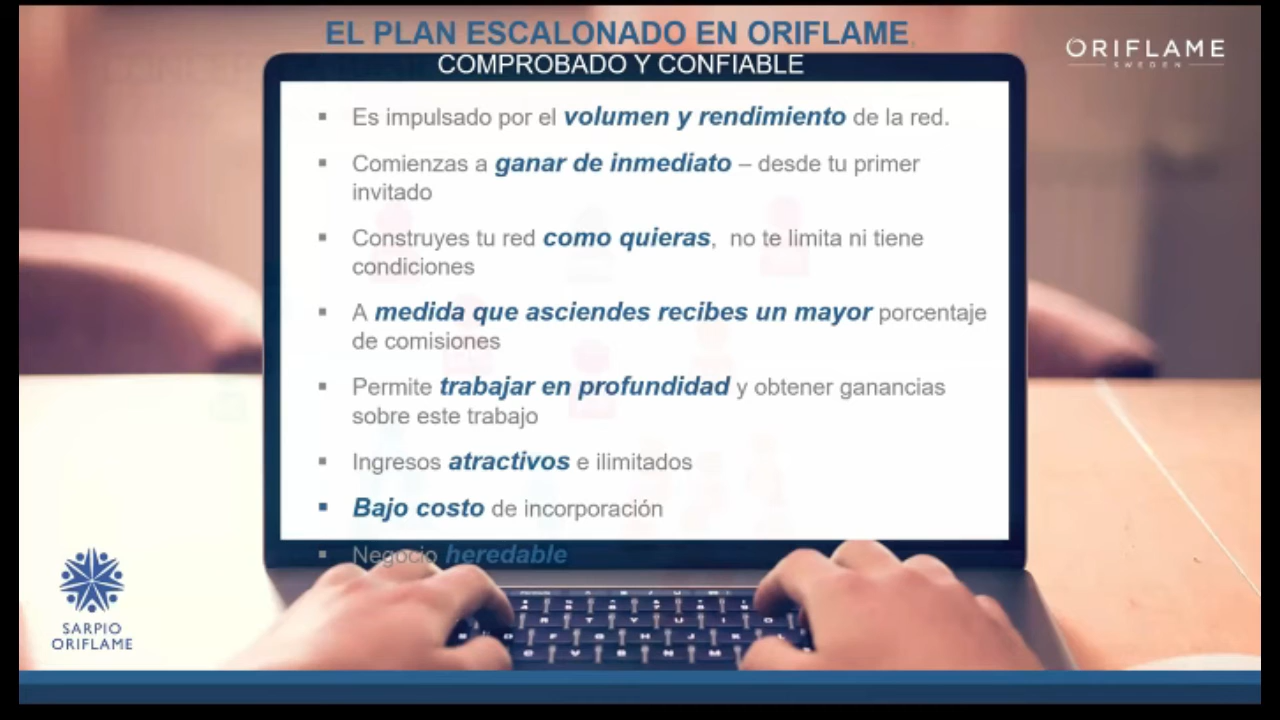 EL PLAN ESCALONADO EN ORIFLAME,
COMPROBADO Y CONFIABLE
ORIFLAME
SWEDEN
▪ Es impulsado por el volumen y rendimiento de la red.
▪ Comienzas a ganar de inmediato – desde tu primer
invitado
▪ Construyes tu red como quieras, no te limita ni tiene
condiciones
▪ A medida que asciendes recibes un mayor porcentaje
de comisiones
▪ Permite trabajar en profundidad y obtener ganancias
sobre este trabajo
▪ Ingresos atractivos e ilimitados
▪ Bajo costo de incorporación
▪ Negocio heredable
SARPIO
ORIFLAME